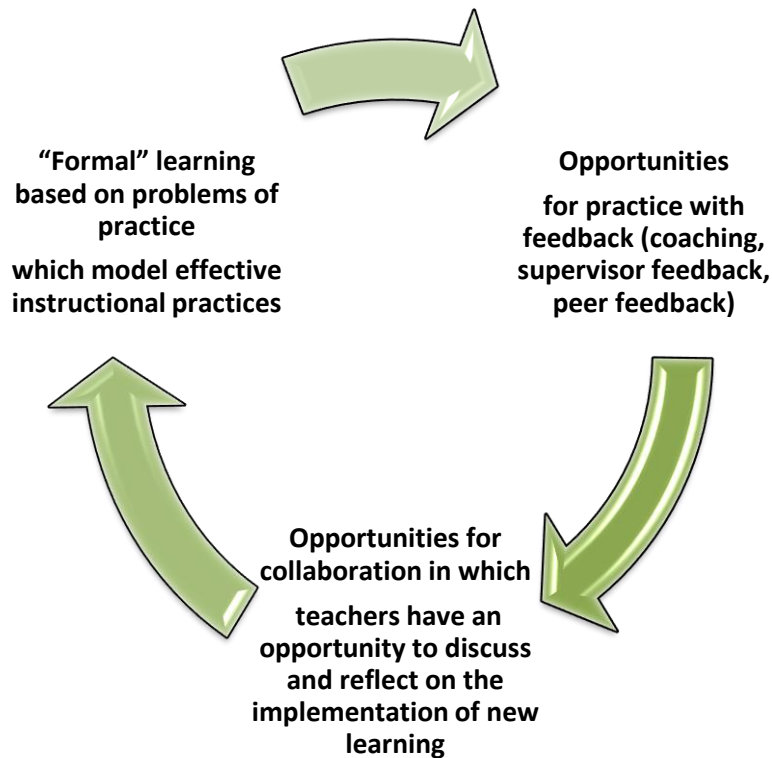 “Formal” learning
based on problems of
practice
which model effective
instructional practices
Opportunities
for practice with
feedback (coaching,
supervisor feedback,
peer feedback)
Opportunities for
collaboration in which
teachers have an
opportunity to discuss
and reflect on the
implementation of new
learning